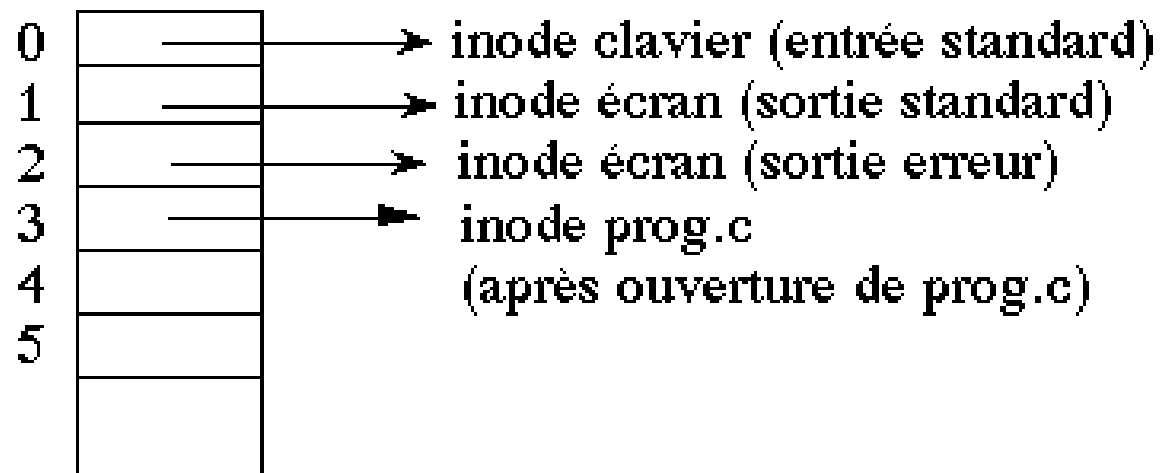 0 inode clavier (entrée standard)
1 inode écran (sortie standard)
2 inode écran (sortie erreur)
3 inode prog.c
4 (après ouverture de prog.c)
5